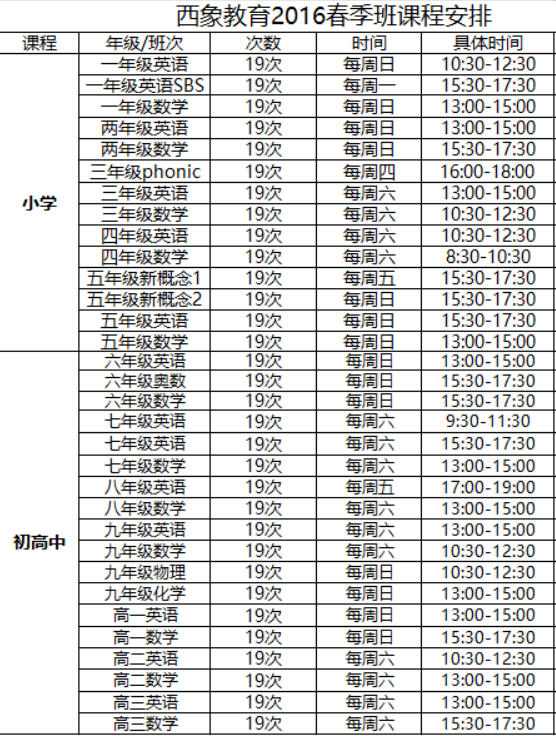 西象教育2016春季班课程安排
课程 年级/班次 次数 时间 具体时间
小学
一年级英语 19次 每周日 10:30-12:30
一年级英语SBS 19次 每周一 15:30-17:30
一年级数学 19次 每周日 13:00-15:00
两年级英语 19次 每周日 13:00-15:00
两年级数学 19次 每周日 15:30-17:30
三年级phonic 19次 每周四 16:00-18:00
三年级英语 19次 每周六 13:00-15:00
三年级数学 19次 每周六 10:30-12:30
四年级英语 19次 每周六 10:30-12:30
四年级数学 19次 每周六 8:30-10:30
五年级新概念1 19次 每周五 15:30-17:30
五年级新概念2 19次 每周日 15:30-17:30
五年级英语 19次 每周日 15:30-17:30
五年级数学 19次 每周日 13:00-15:00
初高中
六年级英语 19次 每周日 13:00-15:00
六年级奥数 19次 每周日 15:30-17:30
六年级数学 19次 每周日 15:30-17:30
七年级英语 19次 每周六 9:30-11:30
七年级英语 19次 每周六 15:30-17:30
七年级数学 19次 每周六 13:00-15:00
八年级英语 19次 每周五 17:00-19:00
八年级数学 19次 每周六 13:00-15:00
九年级英语 19次 每周六 13:00-15:00
九年级数学 19次 每周六 10:30-12:30
九年级物理 19次 每周日 10:30-12:30
九年级化学 19次 每周日 13:00-15:00
高一英语 19次 每周日 13:00-15:00
高一数学 19次 每周日 15:30-17:30
高二英语 19次 每周六 10:30-12:30
高二数学 19次 每周六 13:00-15:00
高三英语 19次 每周六 13:00-15:00
高三数学 19次 每周六 15:30-17:30